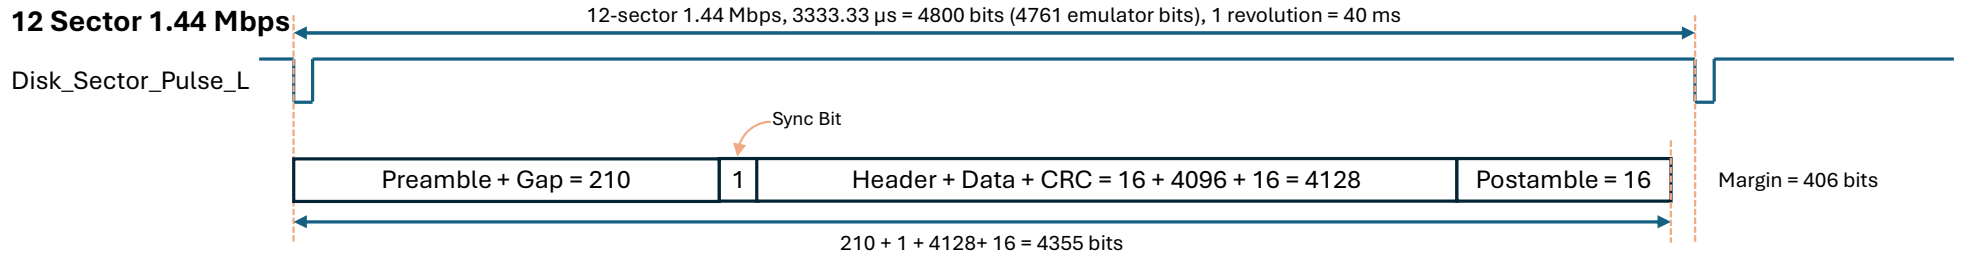 12 Sector 1.44 Mbps
12-sector 1.44 Mbps, 3333.33 µs = 4800 bits (4761 emulator bits), 1 revolution = 40 ms
Disk_Sector_Pulse_L
Sync Bit
Preamble + Gap = 210
1
Header + Data + CRC = 16 + 4096 + 16 = 4128
Postamble = 16
Margin = 406 bits
210 + 1 + 4128+ 16 = 4355 bits